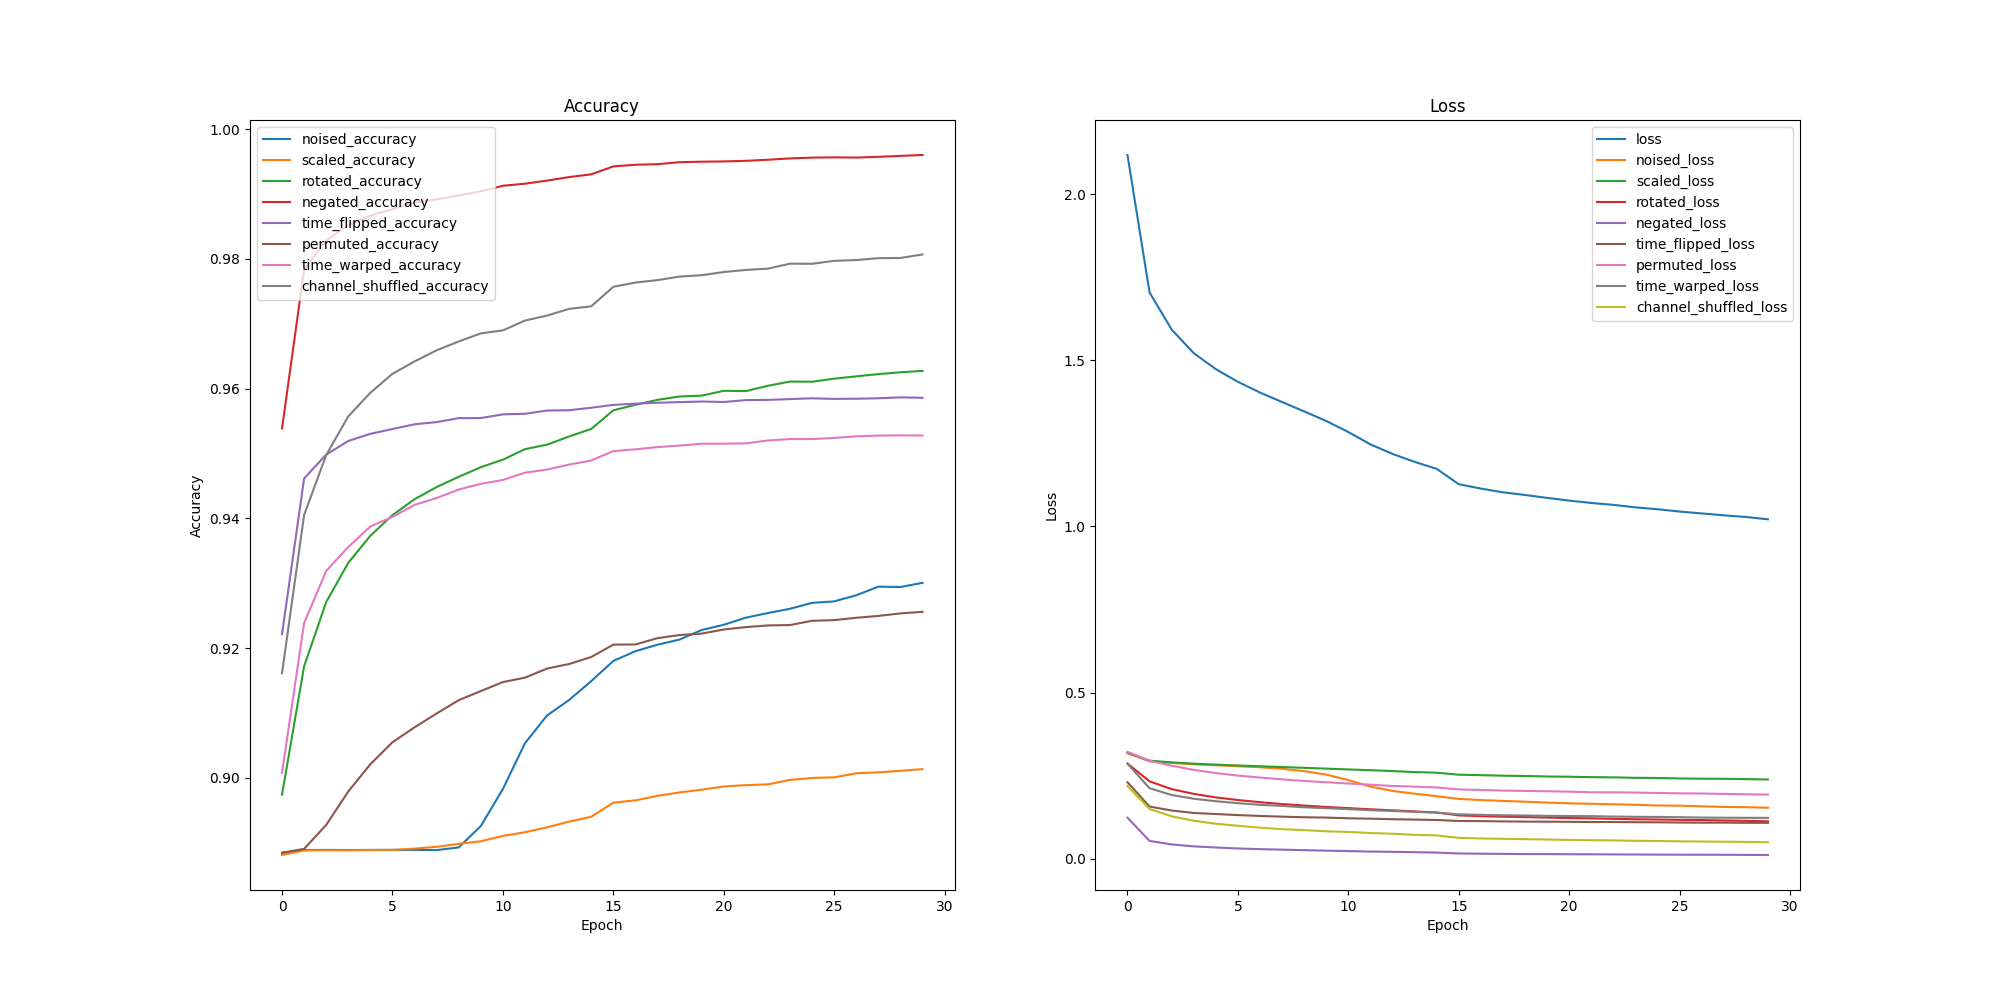 Accuracy
1.00
0.98
0.96
0.94
0.92
0.90
Accuracy
noised_accuracy
scaled_accuracy
rotated_accuracy
negated_accuracy
time_flipped_accuracy
permuted_accuracy
time_warped_accuracy
channel_shuffled_accuracy
0 5 10 15 20 25 30
Epoch
Loss
2.0
1.5
1.0
0.5
0.0
Loss
loss
noised_loss
scaled_loss
rotated_loss
negated_loss
time_flipped_loss
permuted_loss
time_warped_loss
channel_shuffled_loss
0 5 10 15 20 25 30
Epoch